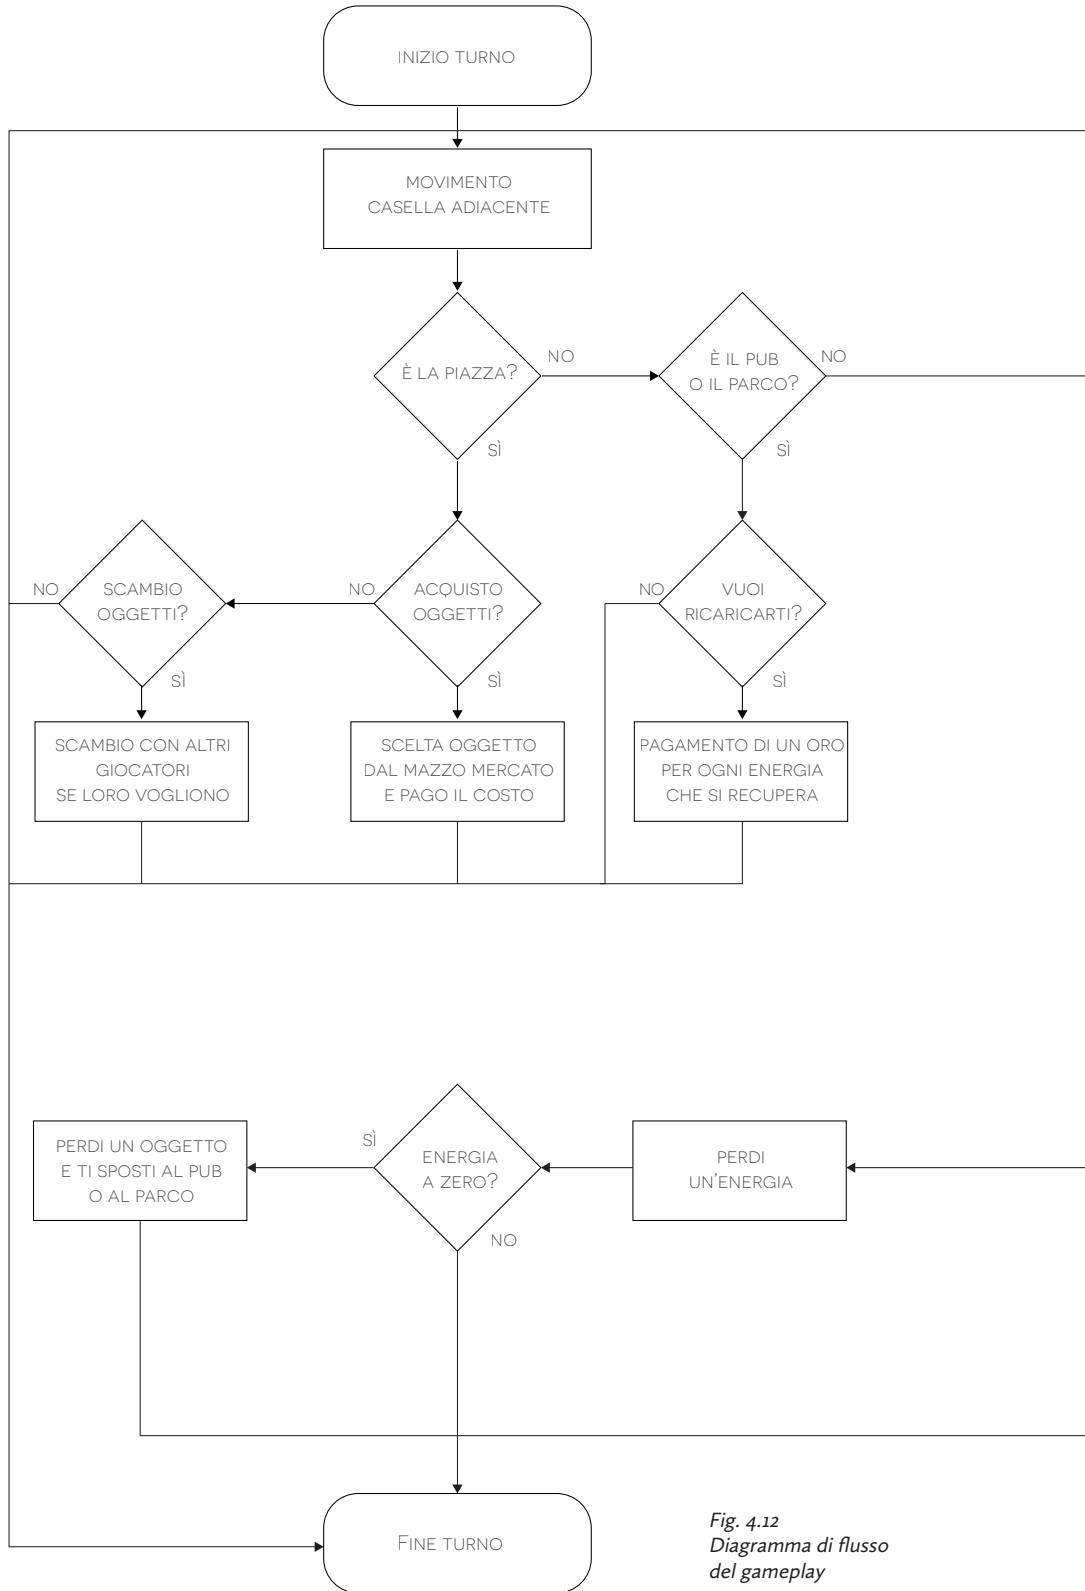 INIZIO TURNO
MOVIMENTO
CASELLA ADIACENTE
È LA PIAZZA?
NO
È IL PUB
O IL PARCO?
NO
SÌ
SÌ
NO
SCAMBIO
OGGETTI?
NO
ACQUISTO
OGGETTI?
NO
VUOI
RICARICARTI?
SÌ
SÌ
SÌ
SCAMBIO CON ALTRI
GIOCATORI
SE LORO VOGLIONO
SCELTA OGGETTO
DAL MAZZO MERCATO
E PAGO IL COSTO
PAGAMENTO DI UN ORO
PER OGNI ENERGIA
CHE SI RECUPERA
PERDI UN OGGETTO
E TI SPOSTI AL PUB
O AL PARCO
SÌ
ENERGIA
A ZERO?
NO
PERDI
UN'ENERGIA
FINE TURNO
Fig. 4.12
Diagramma di flusso
del gameplay